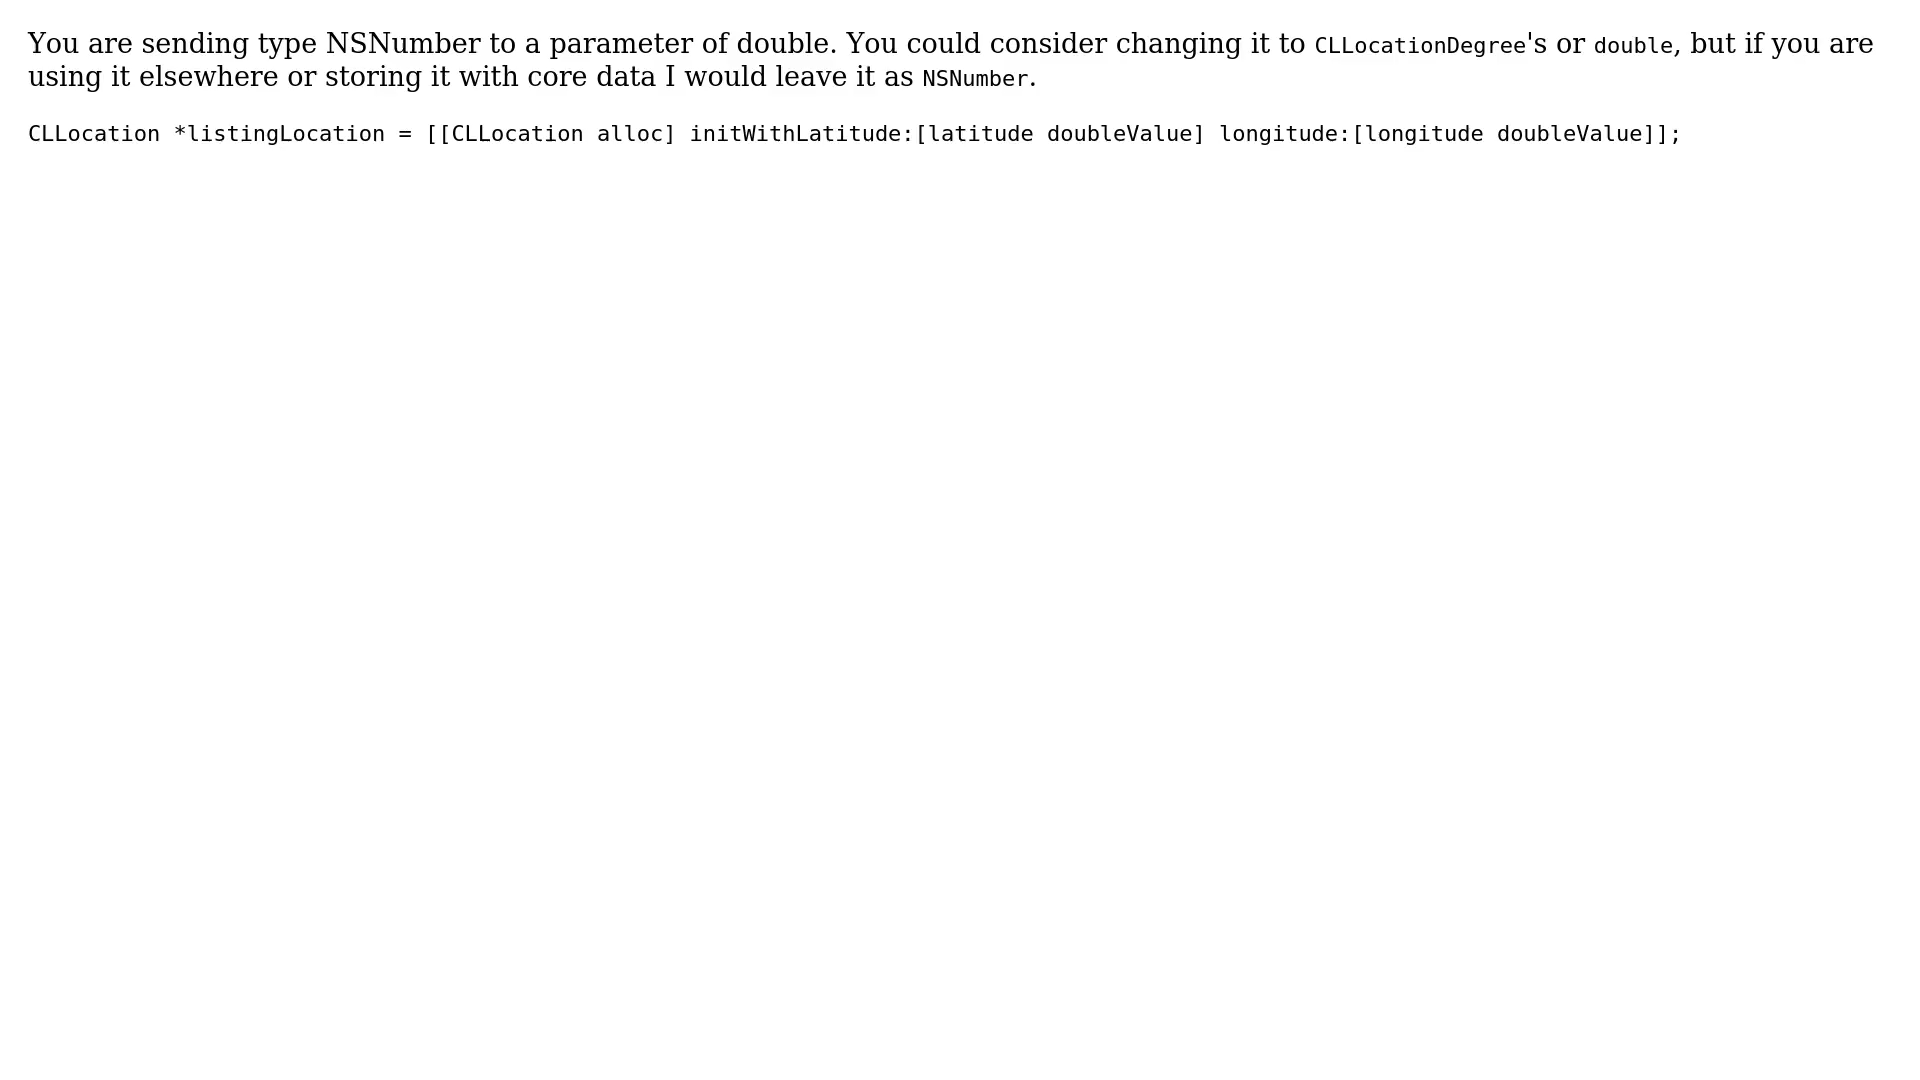 You are sending type NSNumber to a parameter of double. You could consider changing it to CLLocationDegree's or double, but if you are
using it elsewhere or storing it with core data I would leave it as NSNumber.
CLLocation *listingLocation = [[CLLocation alloc] initWithLatitude:[latitude doubleValue] longitude:[longitude doubleValue]];